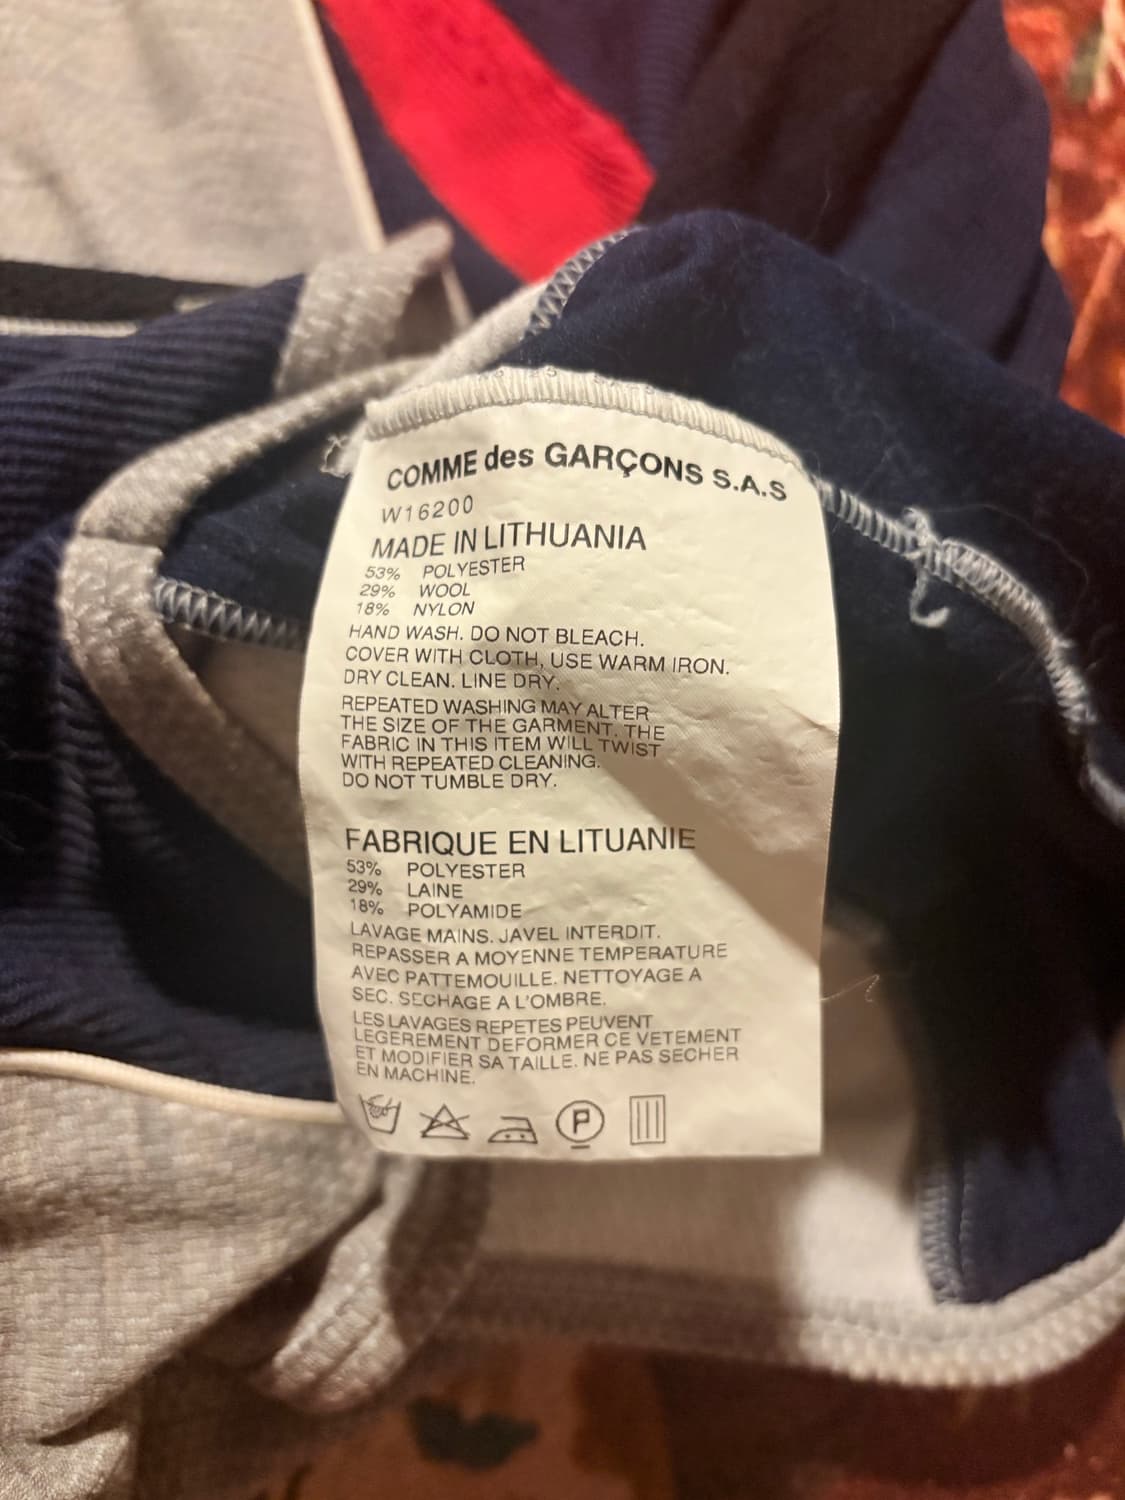 COMME des GARÇONS S.A.S
W16200
MADE IN LITHUANIA
53% POLYESTER
29% WOOL
18% NYLON
HAND WASH. DO NOT BLEACH.
COVER WITH CLOTH, USE WARM IRON.
DRY CLEAN. LINE DRY.
REPEATED WASHING MAY ALTER
THE SIZE OF THE GARMENT. THE
FABRIC IN THIS ITEM WILL TWIST
WITH REPEATED CLEANING.
DO NOT TUMBLE DRY.
FABRIQUE EN LITUANIE
53% POLYESTER
29% LAINE
18% POLYAMIDE
LAVAGE MAINS. JAVEL INTERDIT.
REPASSER A MOYENNE TEMPERATURE
AVEC PATTEMOUILLE. NETTOYAGE A
SEC. SECHAGE A L'OMBRE.
LES LAVAGES REPETES PEUVENT
LEGEREMENT DEFORMER CE VETEMENT
ET MODIFIER SA TAILLE. NE PAS SECHER
EN MACHINE.
P